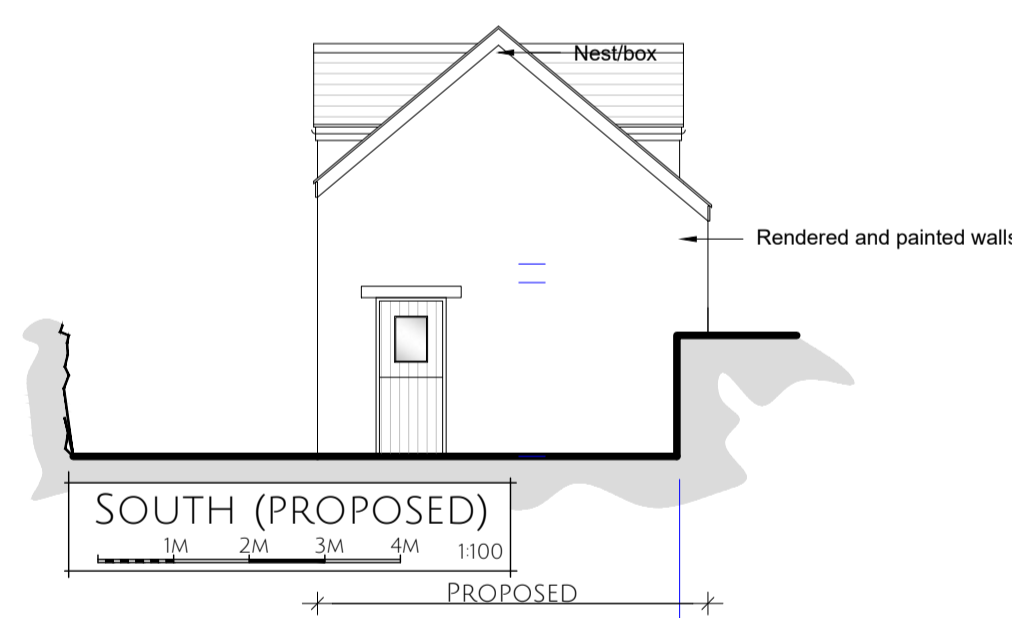 Nest/box
Rendered and painted walls
South (proposed)
1m 2m 3m 4m 1:100
Proposed